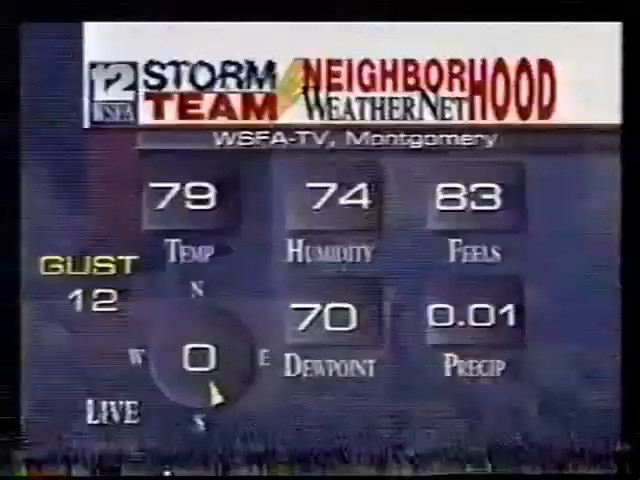 12 STORM NEIGHBORHOOD
WSFA TEAM WEATHERNET
WSFA-TV, Montgomery
79 74 83
TEMP HUMIDITY FEELS
GUST
12
N
70 0.01
W 0 E
DEWPOINT PRECIP
LIVE
S